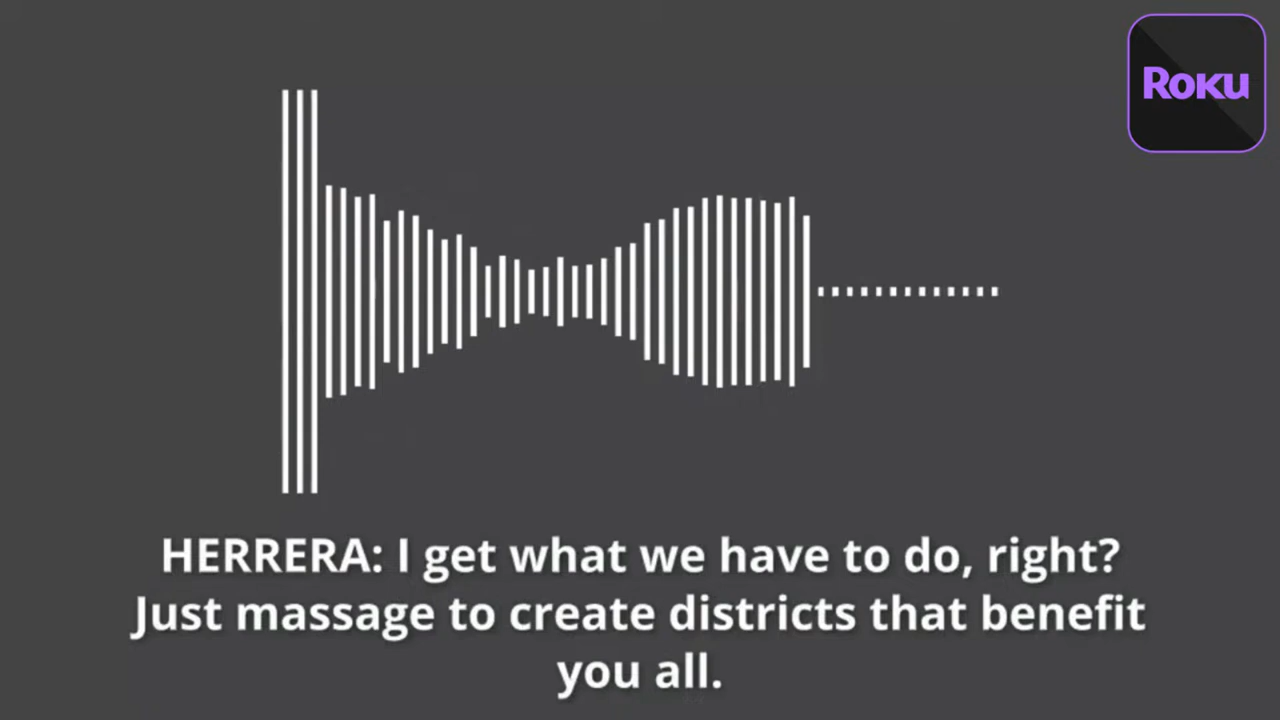 Roku
HERRERA: I get what we have to do, right?
Just massage to create districts that benefit
you all.